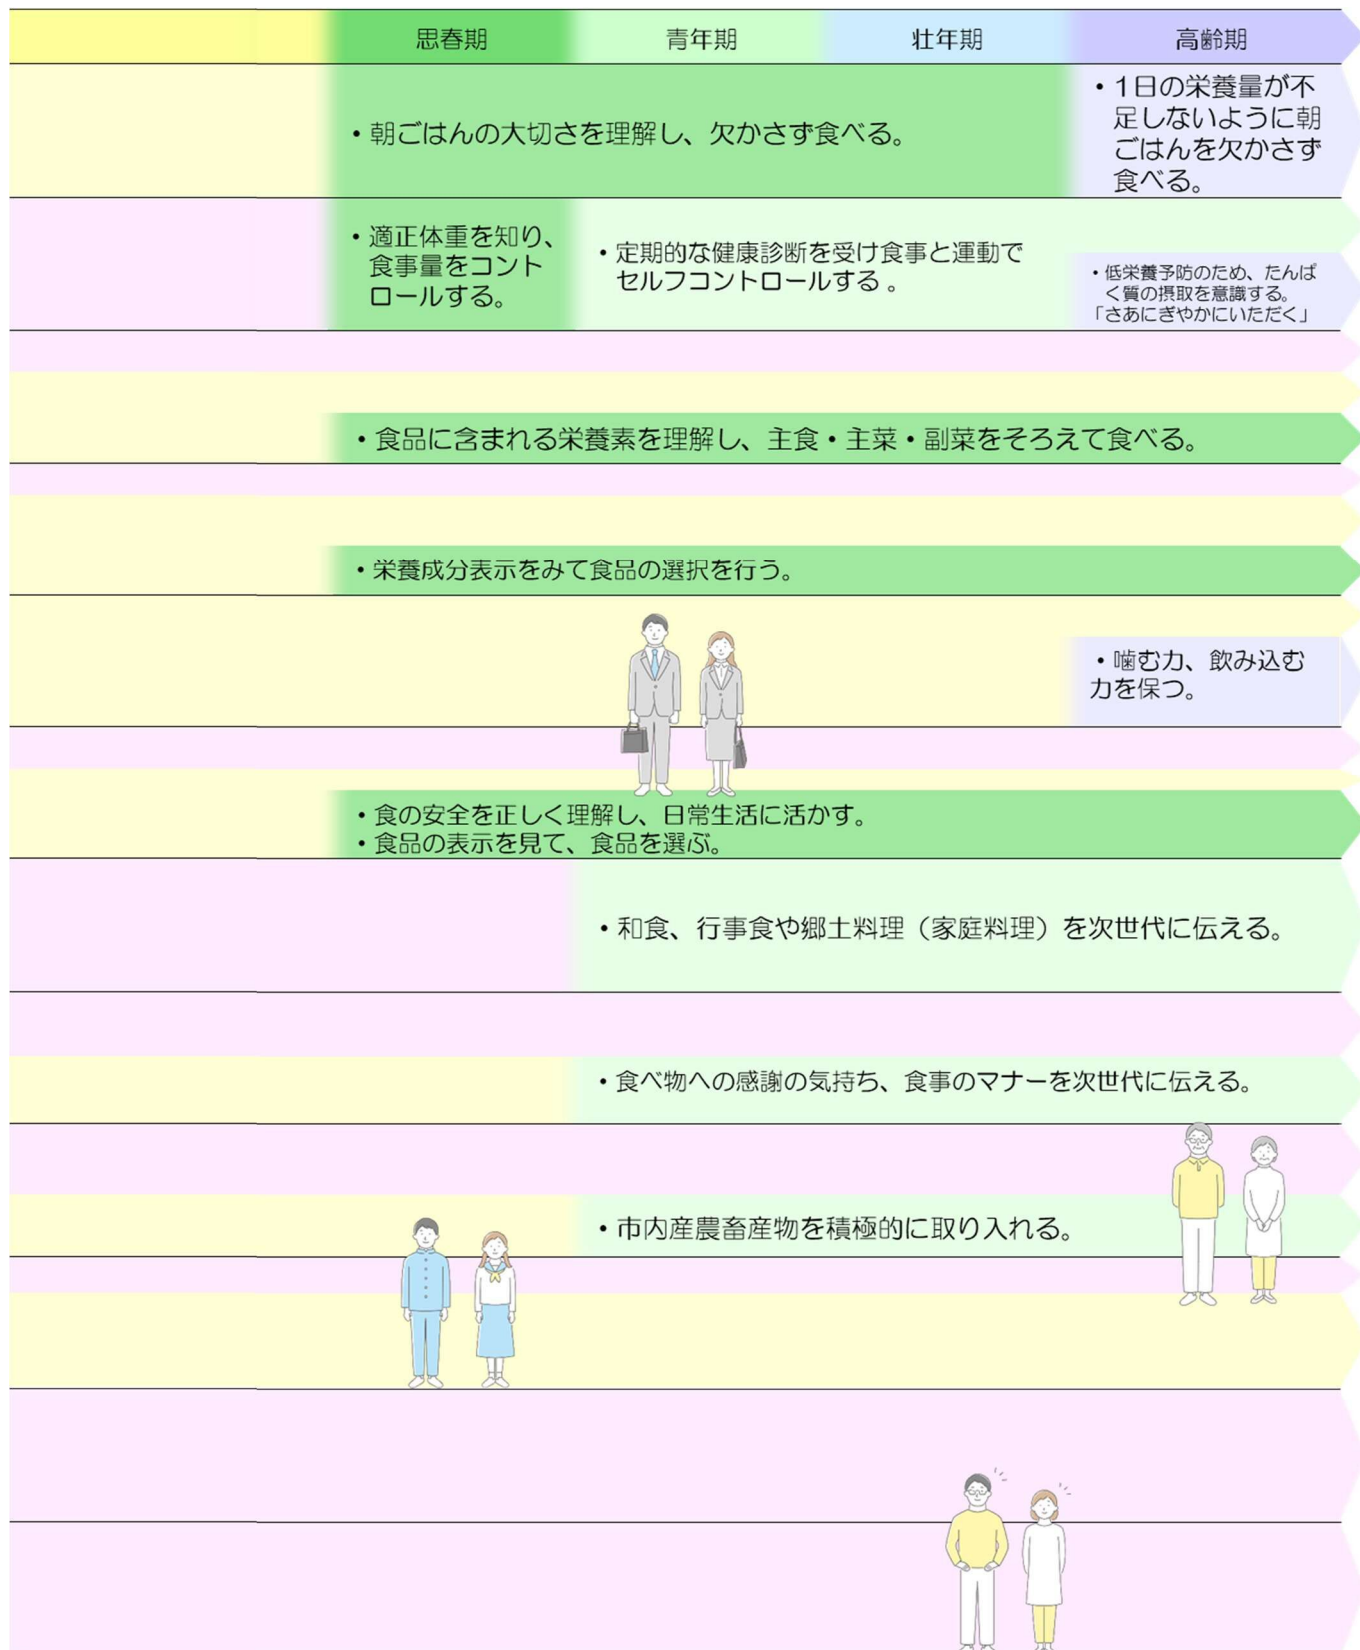 思春期
青年期
壮年期
高齢期
・朝ごはんの大切さを理解し、欠かさず食べる。
・1日の栄養量が不
足しないように朝
ごはんを欠かさず
食べる。
・適正体重を知り、
食事量をコント
ロールする。
・定期的な健康診断を受け食事と運動で
セルフコントロールする。
・低栄養予防のため、たんぱ
く質の摂取を意識する。
「さあにぎやかにいただく」
・食品に含まれる栄養素を理解し、主食・主菜・副菜をそろえて食べる。
・栄養成分表示をみて食品の選択を行う。
・噛む力、飲み込む
力を保つ。
・食の安全を正しく理解し、日常生活に活かす。
・食品の表示を見て、食品を選ぶ。
・和食、行事食や郷土料理（家庭料理）を次世代に伝える。
・食べ物への感謝の気持ち、食事のマナーを次世代に伝える。
・市内産農畜産物を積極的に取り入れる。